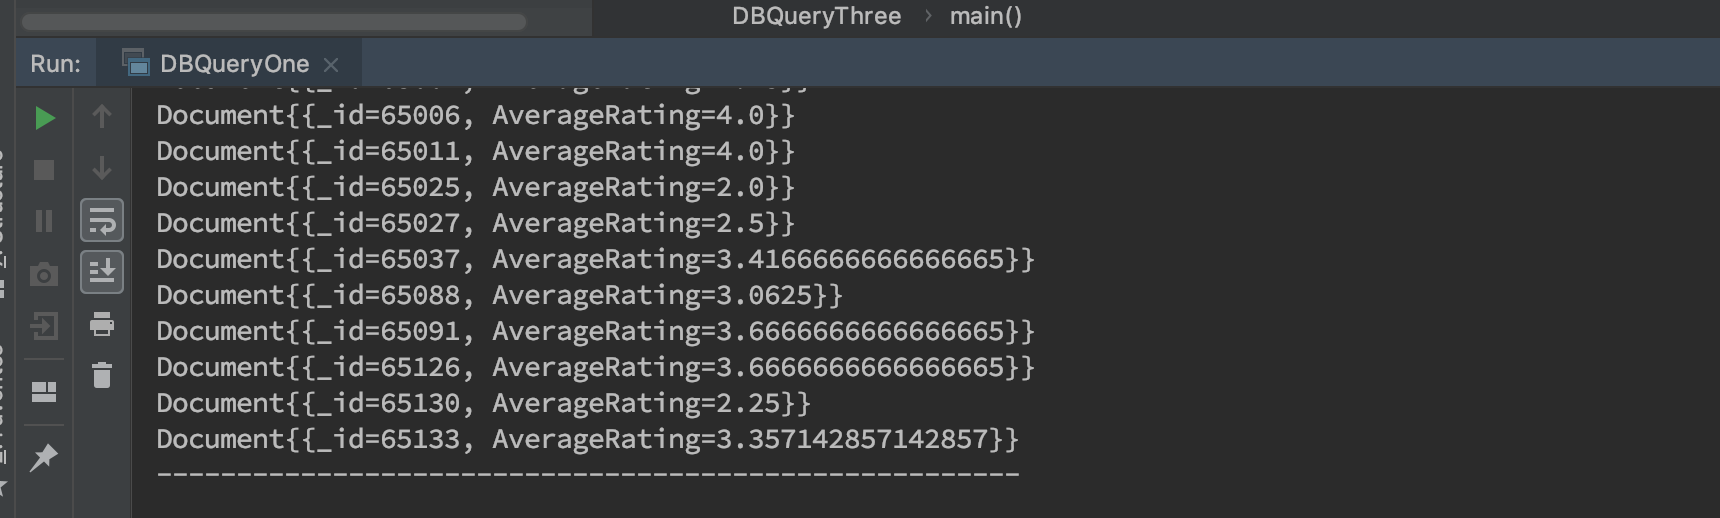 DBQueryThree > main()
Run: DBQueryOne ×
Document{{_id=65006, AverageRating=4.0}}
Document{{_id=65011, AverageRating=4.0}}
Document{{_id=65025, AverageRating=2.0}}
Document{{_id=65027, AverageRating=2.5}}
Document{{_id=65037, AverageRating=3.4166666666666665}}
Document{{_id=65088, AverageRating=3.0625}}
Document{{_id=65091, AverageRating=3.6666666666666665}}
Document{{_id=65126, AverageRating=3.6666666666666665}}
Document{{_id=65130, AverageRating=2.25}}
Document{{_id=65133, AverageRating=3.357142857142857}}
------------------------------------------------------